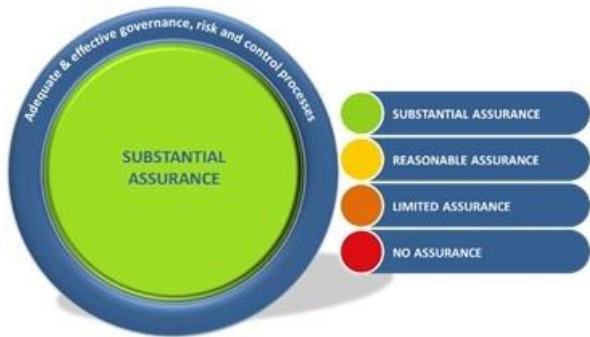 Adequate & effective governance, risk and control processes
SUBSTANTIAL
ASSURANCE
SUBSTANTIAL ASSURANCE
REASONABLE ASSURANCE
LIMITED ASSURANCE
NO ASSURANCE